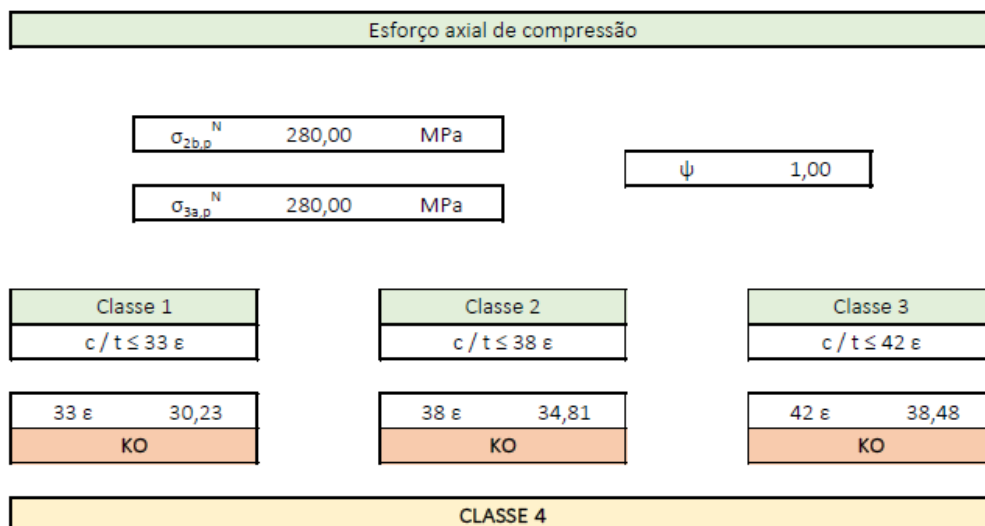 Esforço axial de compressão
σ2b,p^N 280,00 MPa
ψ 1,00
σ3a,p^N 280,00 MPa
Classe 1 Classe 2 Classe 3
c / t ≤ 33 ε c / t ≤ 38 ε c / t ≤ 42 ε
33 ε 30,23 38 ε 34,81 42 ε 38,48
KO KO KO
CLASSE 4